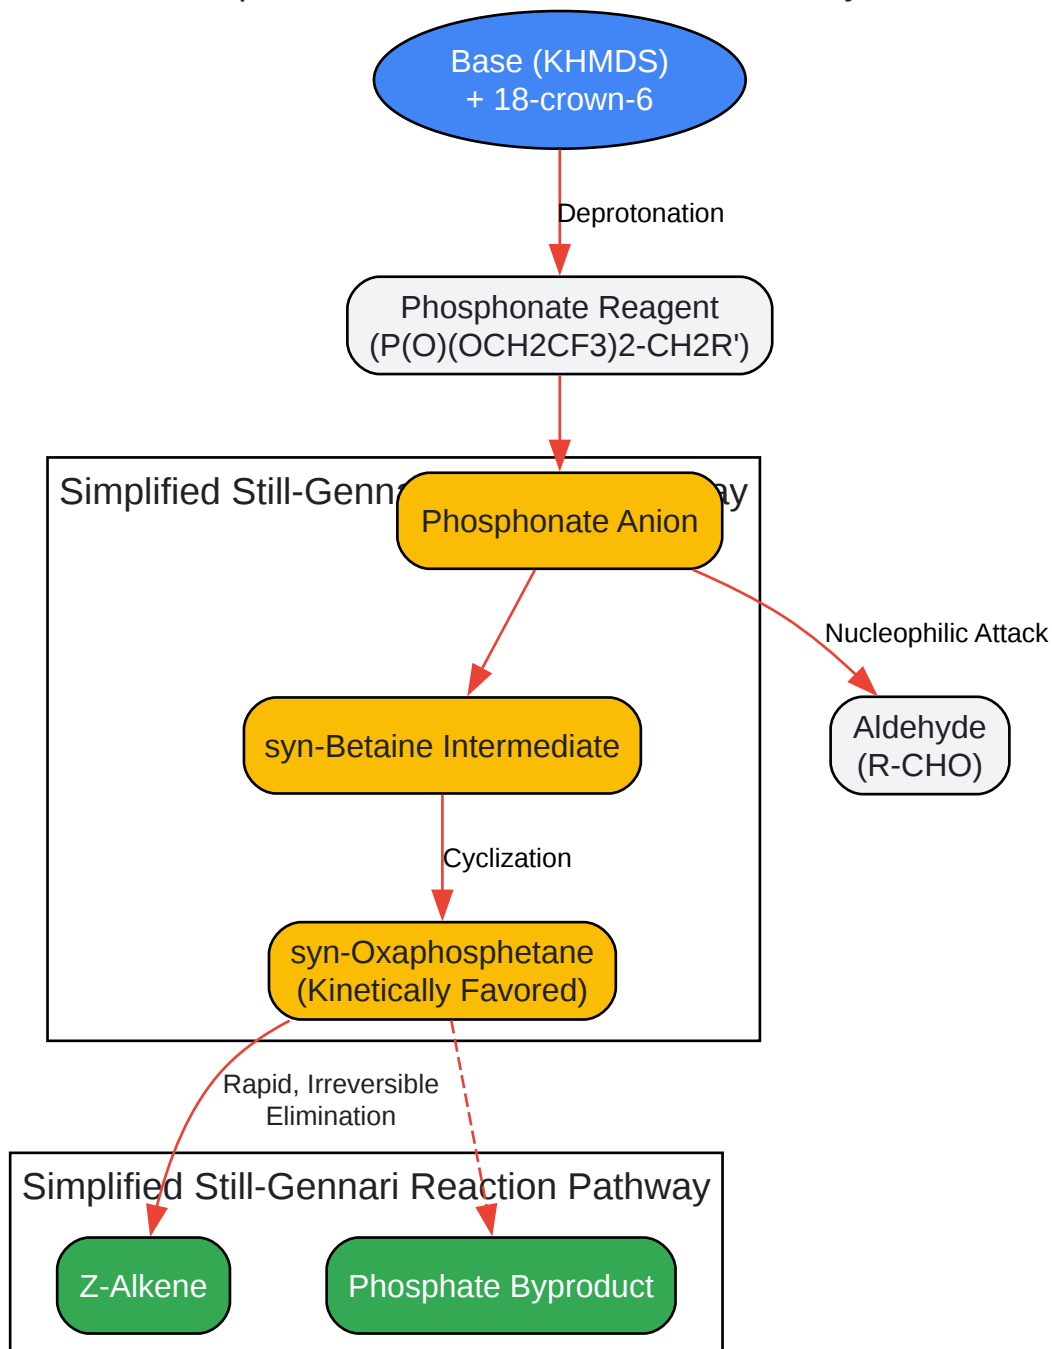 Base (KHMDS)
+ 18-crown-6
Deprotonation
Phosphonate Reagent
(P(O)(OCH2CF3)2-CH2R')
Simplified Still-Genna
ay
Phosphonate Anion
Nucleophilic Attack
syn-Betaine Intermediate
Aldehyde
(R-CHO)
Cyclization
syn-Oxaphosphetane
(Kinetically Favored)
Rapid, Irreversible
Elimination
Simplified Still-Gennari Reaction Pathway
Z-Alkene
Phosphate Byproduct